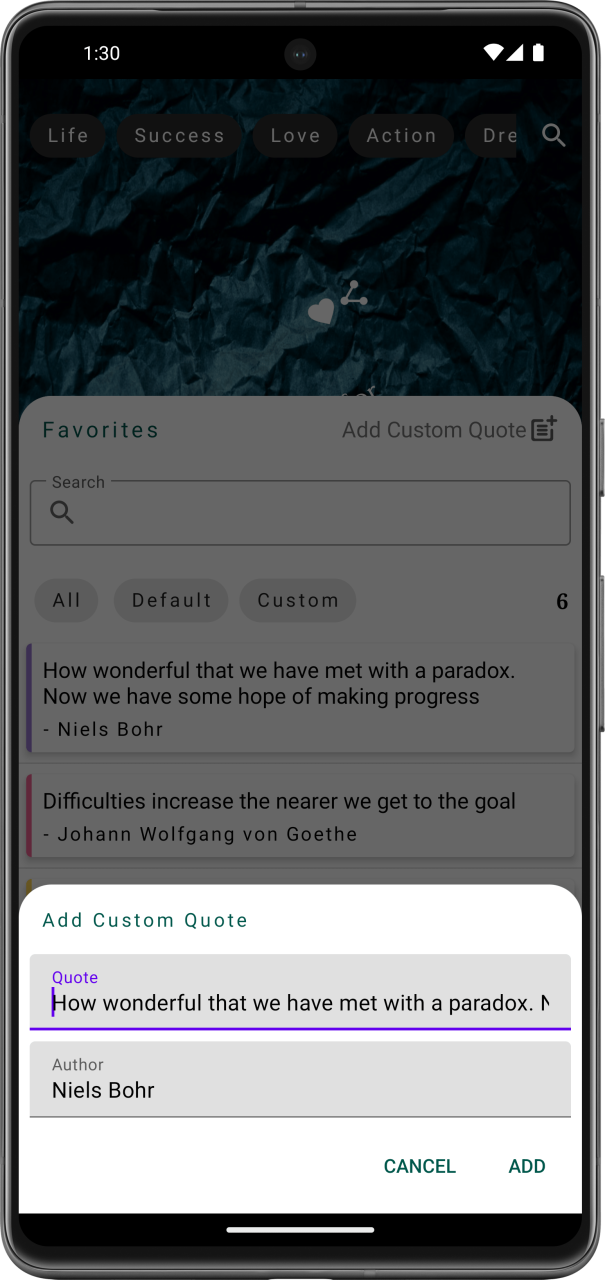 1:30
Life Success Love Action Dre
Favorites Add Custom Quote
Search
All Default Custom 6
How wonderful that we have met with a paradox.
Now we have some hope of making progress
- Niels Bohr
Difficulties increase the nearer we get to the goal
- Johann Wolfgang von Goethe
Add Custom Quote
Quote
How wonderful that we have met with a paradox. N
Author
Niels Bohr
CANCEL ADD